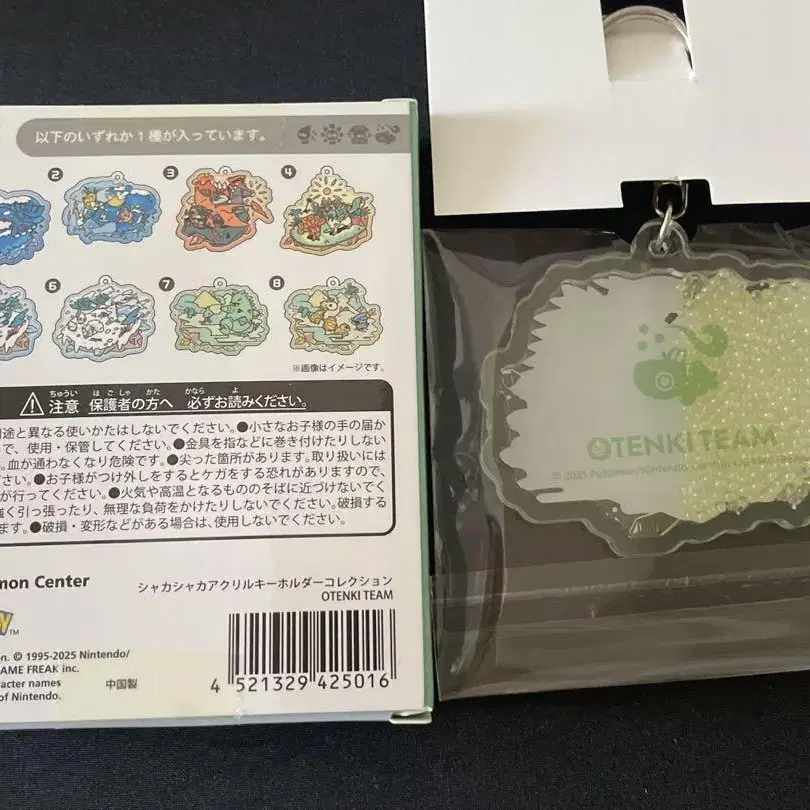 以下のいずれか1種が入っています。
2
3
4
6
7
8
※画像はイメージです。
注意 保護者の方へ 必ずお読みください。
途と異なる使いかたはしないでください。●小さなお子様の手の届か
で、使用・保管してください。●金具を指などに巻き付けたりしない
。血が通わなくなり危険です。●尖った箇所があります。取り扱いには
さい。●お子様がつけ外しをするとケガをする恐れがありますので、
が行ってください。●火気や高温となるもののそばに近づけないでく
強く引っ張ったり、無理な負荷をかけたりしないでください。破損する
ます。●破損・変形などがある場合は、使用しないでください。
mon Center
シャカシャカアクリルキーホルダーコレクション
OTENKI TEAM
TM
n. © 1995-2025 Nintendo/
AME FREAK inc.
racter names
of Nintendo.
中国製
4 521329 425016
OTENKI TEAM
© 2025 Pokémon/Nintendo